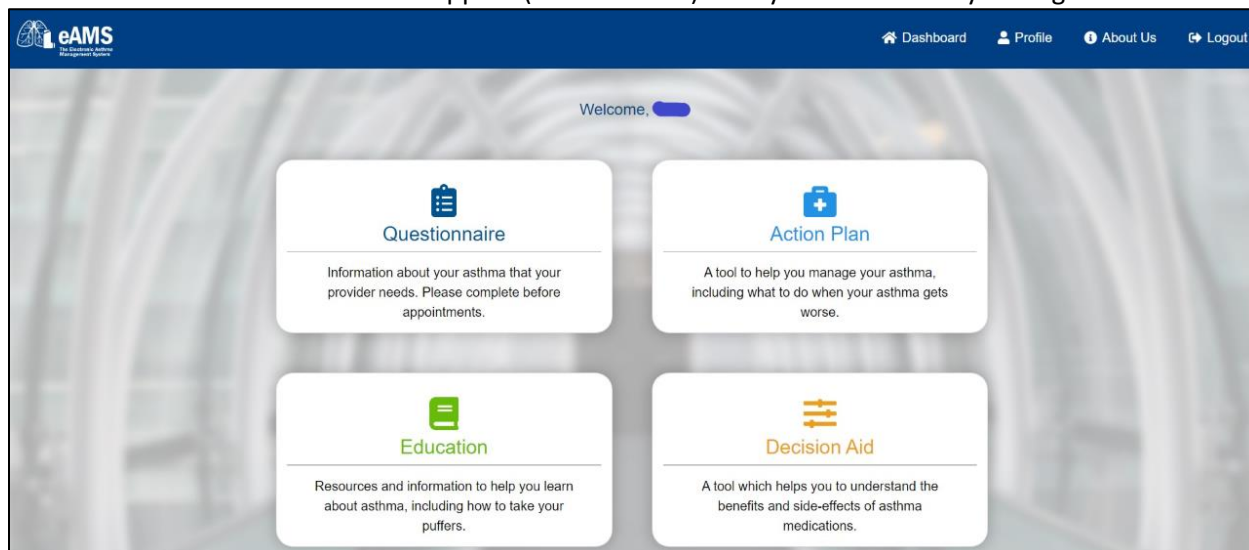 eAMS
The Electronic Asthma
Management System
Dashboard
Profile
About Us
Logout
Welcome,
Questionnaire
Information about your asthma that your
provider needs. Please complete before
appointments.
Action Plan
A tool to help you manage your asthma,
including what to do when your asthma gets
worse.
Education
Resources and information to help you learn
about asthma, including how to take your
puffers.
Decision Aid
A tool which helps you to understand the
benefits and side-effects of asthma
medications.